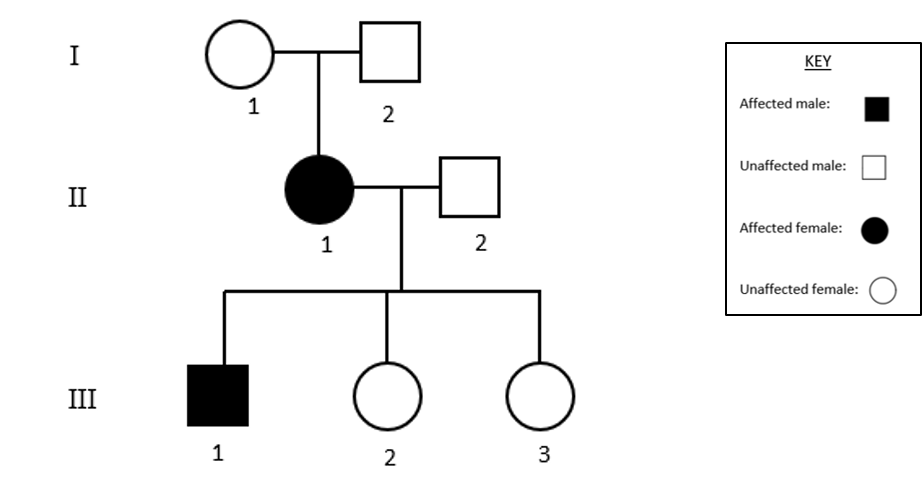 I
1
2
II
1
2
III
1
2
3
KEY
Affected male:
Unaffected male:
Affected female:
Unaffected female: